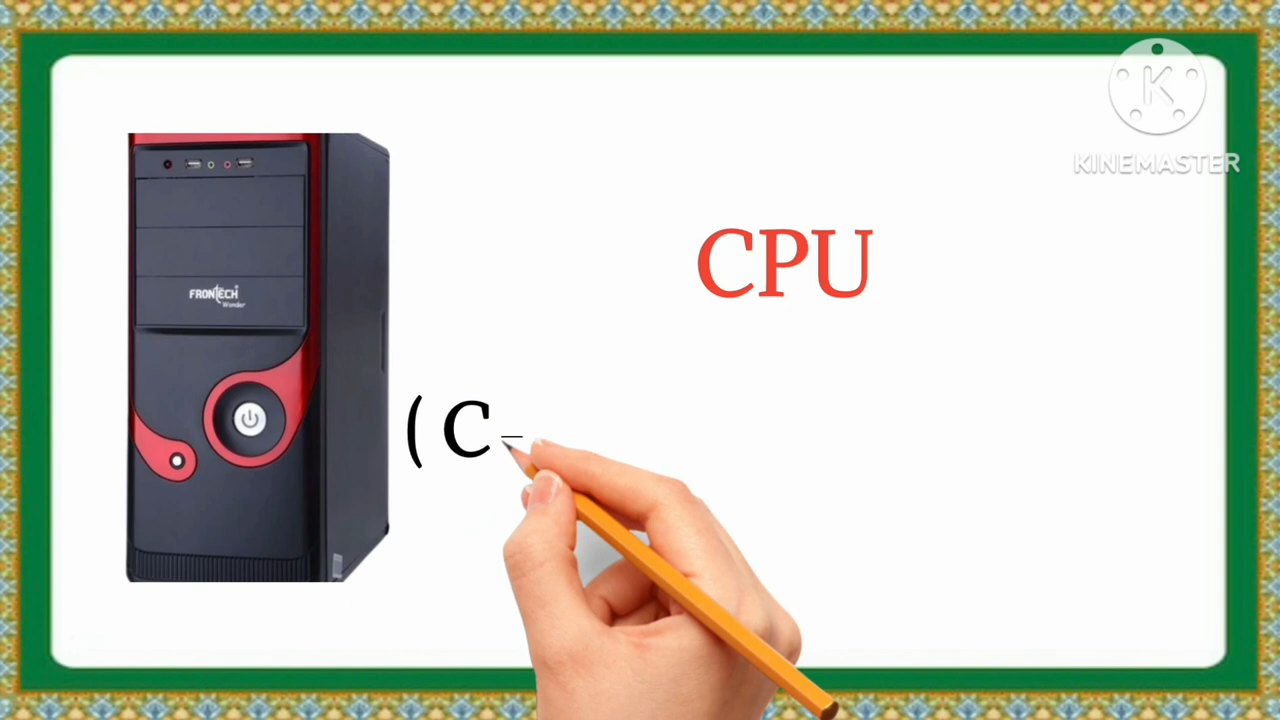 K
KINEMASTER
FRONTECH
Wonder
CPU
( C